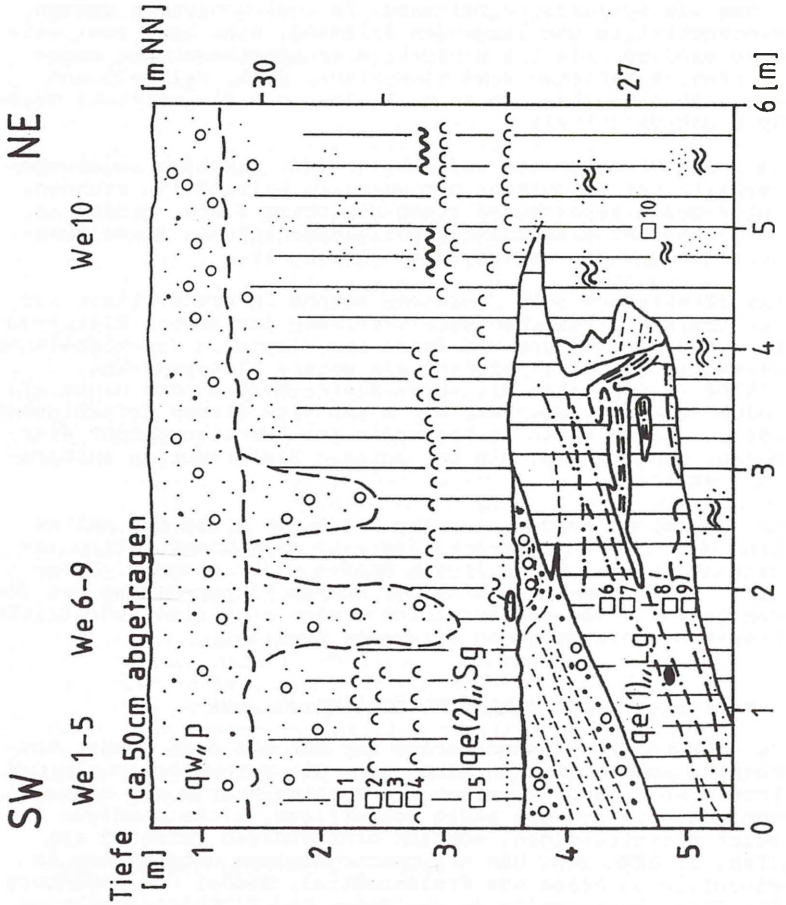 SW
NE
We 1-5
We 6-9
We 10
Tiefe
[m]
ca. 50cm abgetragen
[m NN]
qw,,p
1
2
3
4
5
30
27
1
2
3
4
5
qe(2),,Sg
?
6
7
8
9
10
qe(1),,Lg
0
1
2
3
4
5
6 [m]